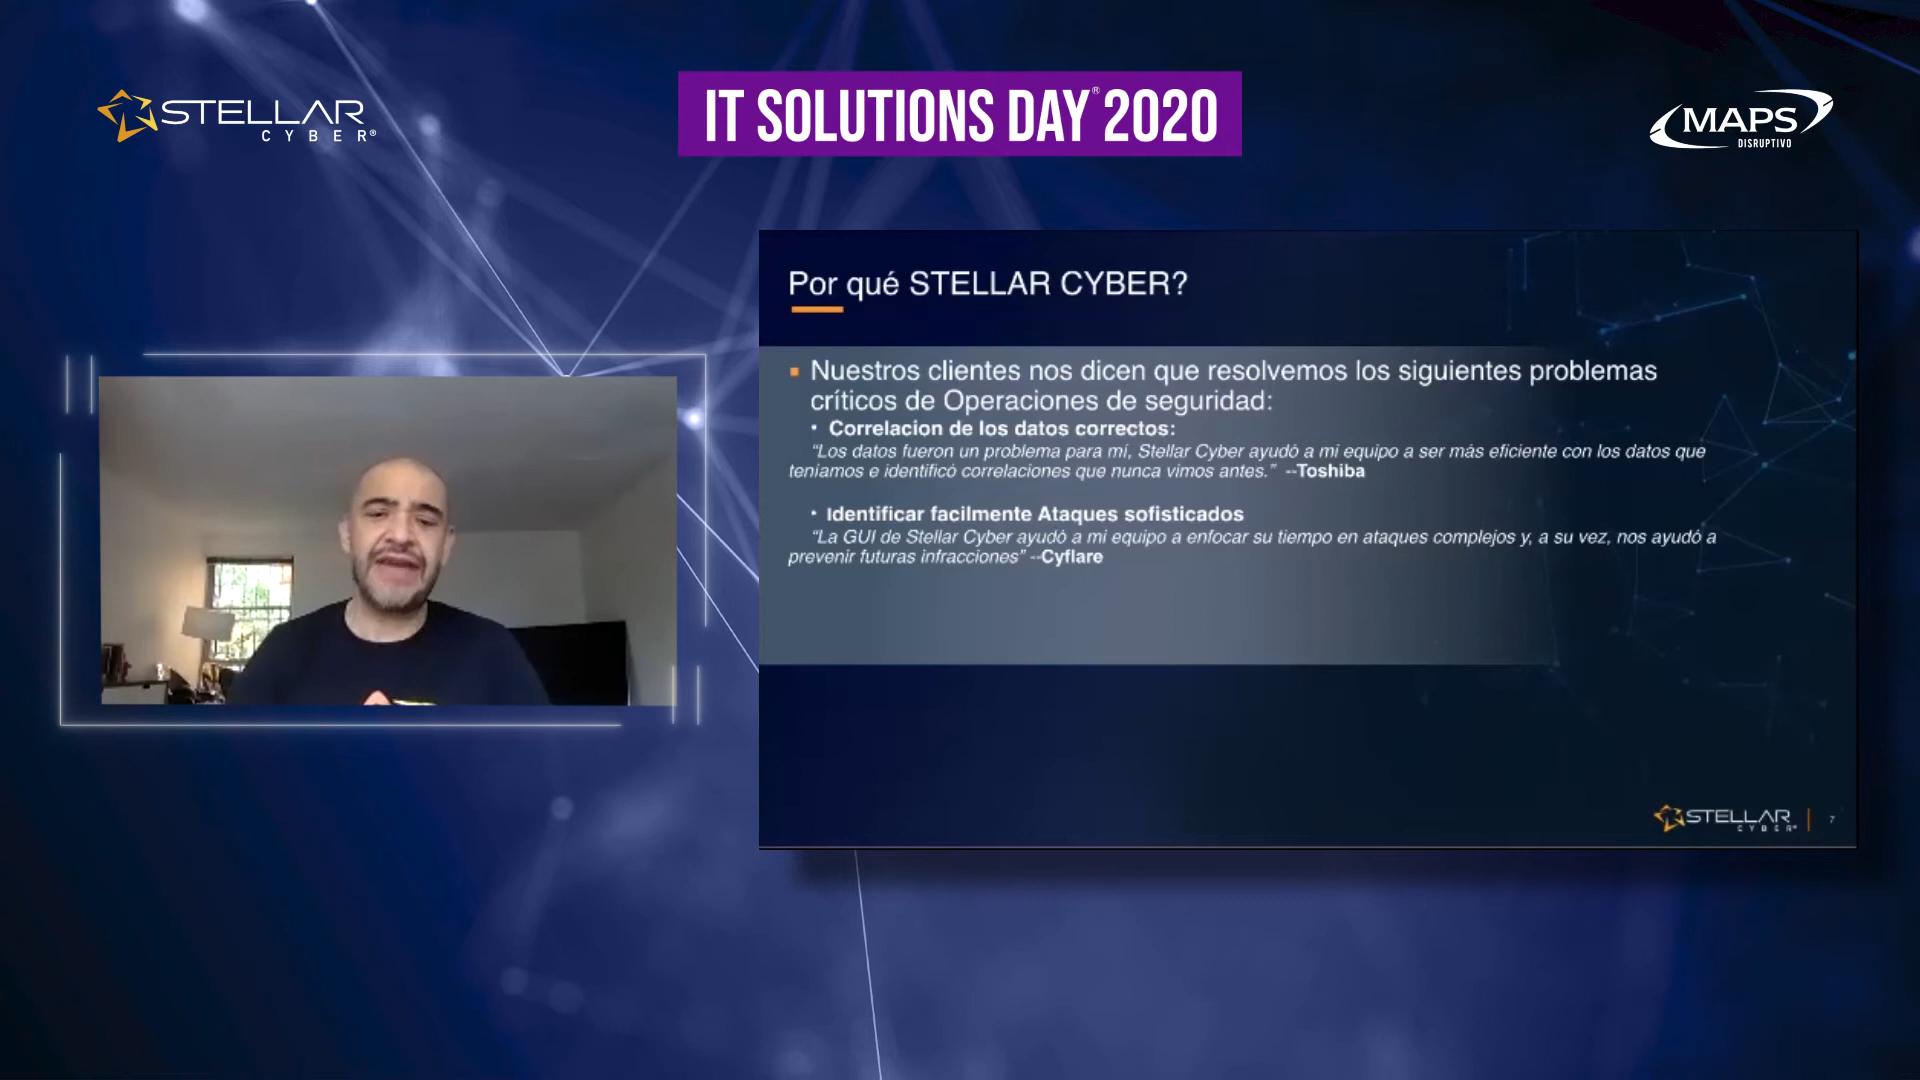 STELLAR
CYBER®
IT SOLUTIONS DAY® 2020
MAPS
DISRUPTIVO
Por qué STELLAR CYBER?
Nuestros clientes nos dicen que resolvemos los siguientes problemas
críticos de Operaciones de seguridad:
• Correlacion de los datos correctos:
“Los datos fueron un problema para mí, Stellar Cyber ayudó a mi equipo a ser más eficiente con los datos que
teníamos e identificó correlaciones que nunca vimos antes.” --Toshiba
• Identificar facilmente Ataques sofisticados
“La GUI de Stellar Cyber ayudó a mi equipo a enfocar su tiempo en ataques complejos y, a su vez, nos ayudó a
prevenir futuras infracciones” --Cyflare
STELLAR
CYBER®
7